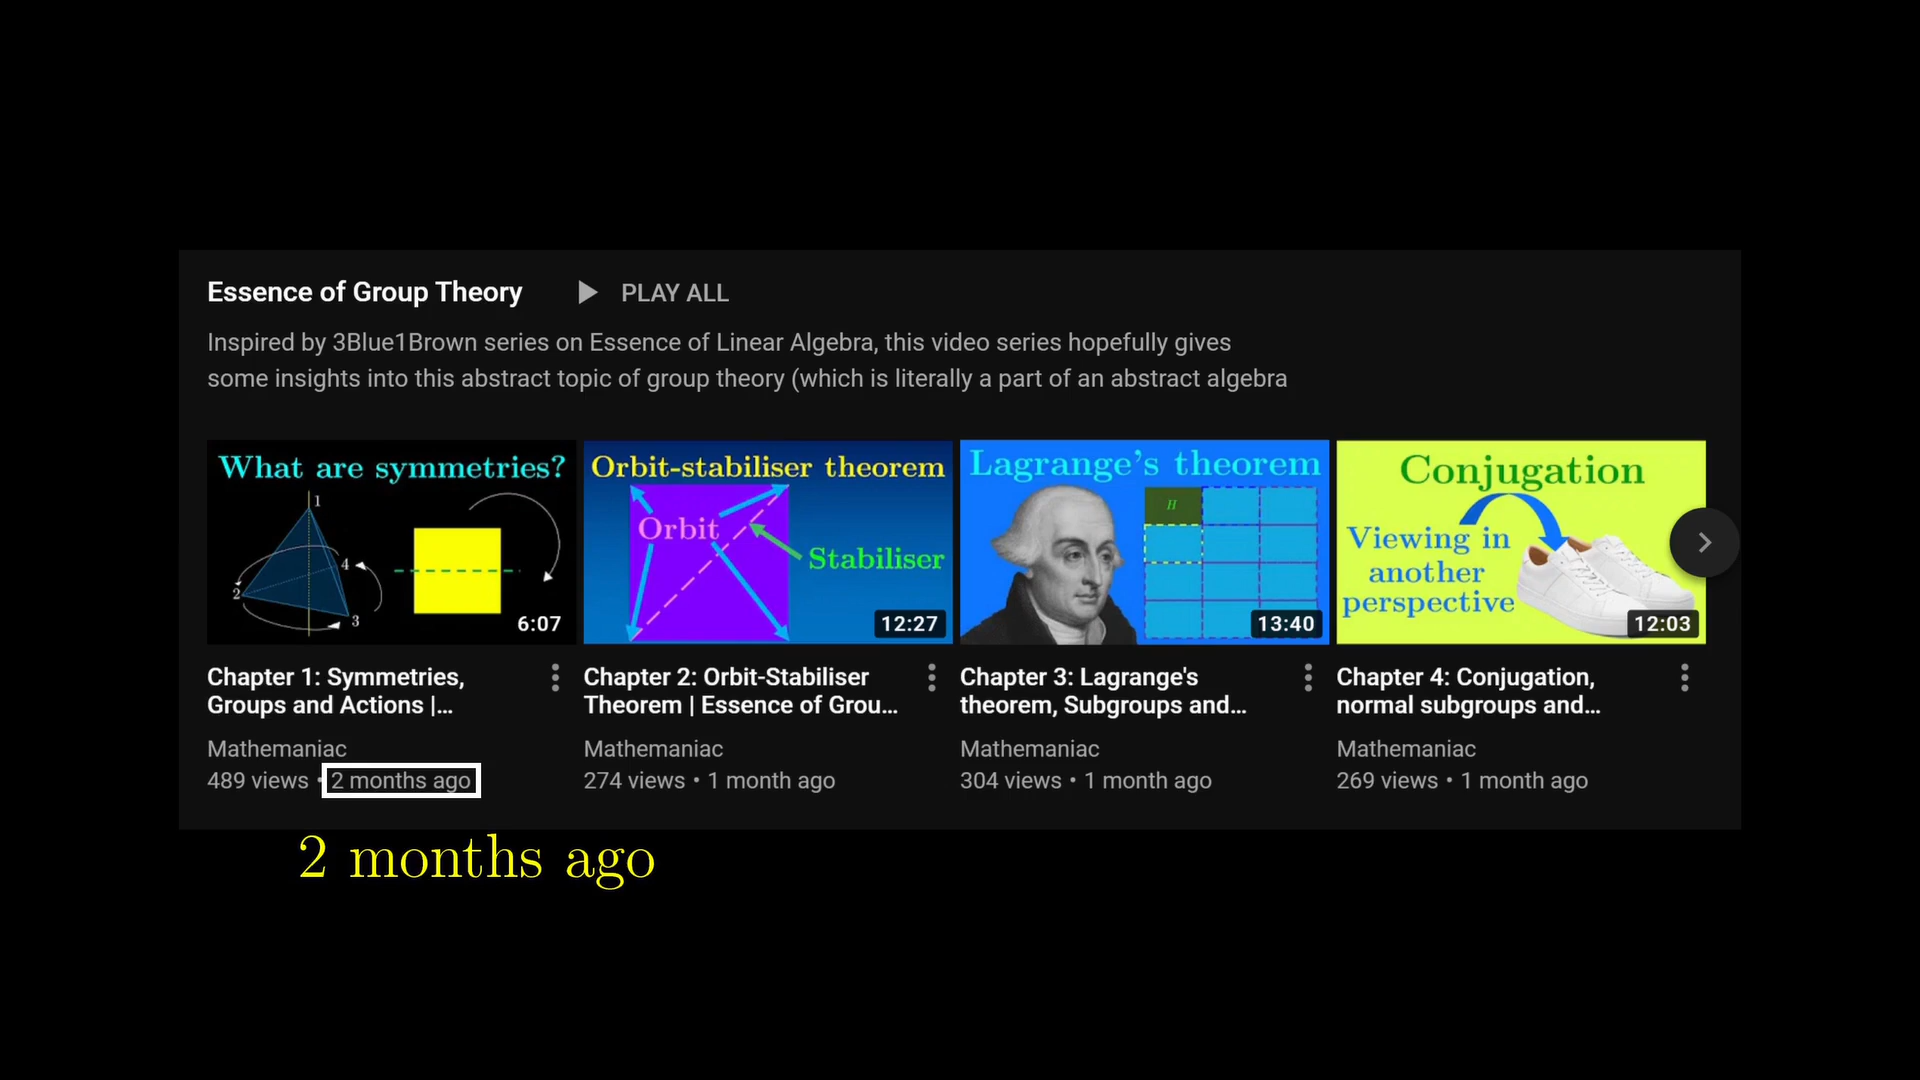 Essence of Group Theory
PLAY ALL
Inspired by 3Blue1Brown series on Essence of Linear Algebra, this video series hopefully gives
some insights into this abstract topic of group theory (which is literally a part of an abstract algebra
What are symmetries?
1
2
3
4
6:07
Orbit-stabiliser theorem
Orbit
Stabiliser
12:27
Lagrange's theorem
H
13:40
Conjugation
Viewing in
another
perspective
12:03
Chapter 1: Symmetries,
Groups and Actions |...
Mathemaniac
489 views • 2 months ago
Chapter 2: Orbit-Stabiliser
Theorem | Essence of Grou...
Mathemaniac
274 views • 1 month ago
Chapter 3: Lagrange's
theorem, Subgroups and...
Mathemaniac
304 views • 1 month ago
Chapter 4: Conjugation,
normal subgroups and...
Mathemaniac
269 views • 1 month ago
2 months ago